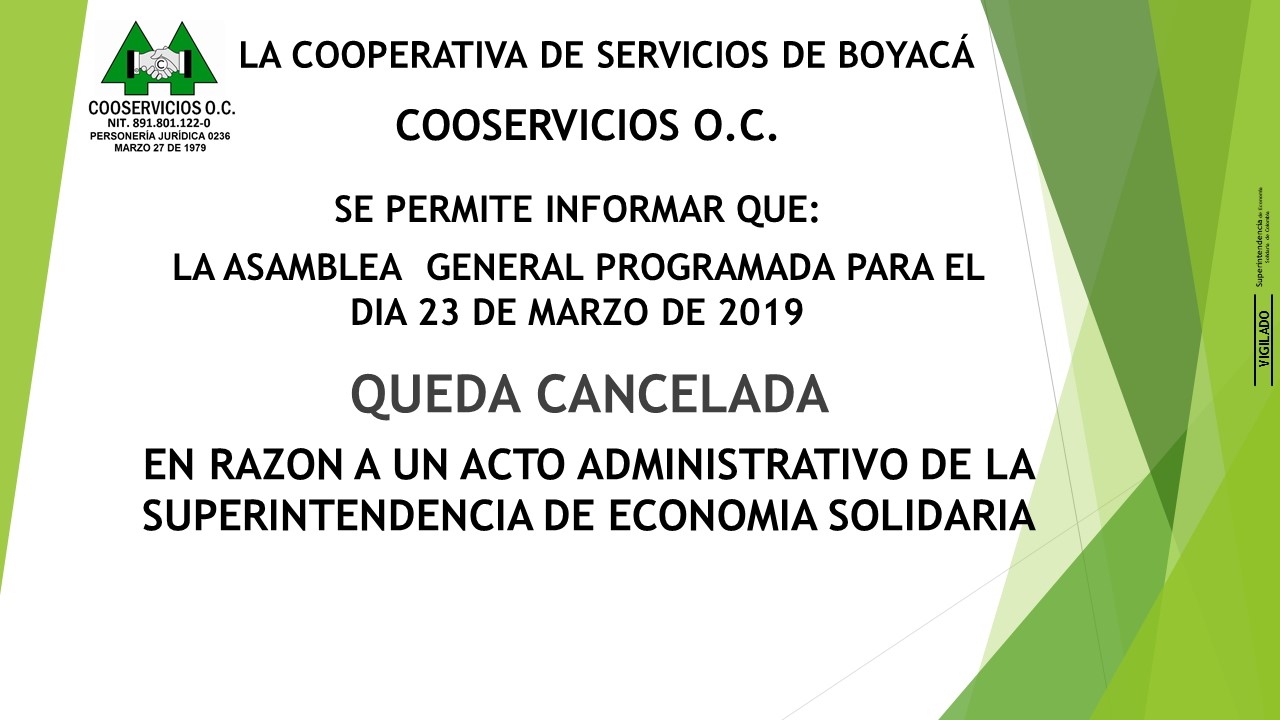 LA COOPERATIVA DE SERVICIOS DE BOYACÁ
COOSERVICIOS O.C.
C
COOSERVICIOS O.C.
NIT. 891.801.122-0
PERSONERÍA JURÍDICA 0236
MARZO 27 DE 1979
SE PERMITE INFORMAR QUE:
LA ASAMBLEA GENERAL PROGRAMADA PARA EL
DIA 23 DE MARZO DE 2019
QUEDA CANCELADA
EN RAZON A UN ACTO ADMINISTRATIVO DE LA
SUPERINTENDENCIA DE ECONOMIA SOLIDARIA
VIGILADO
Superintendencia de Economía
Solidaria de Colombia